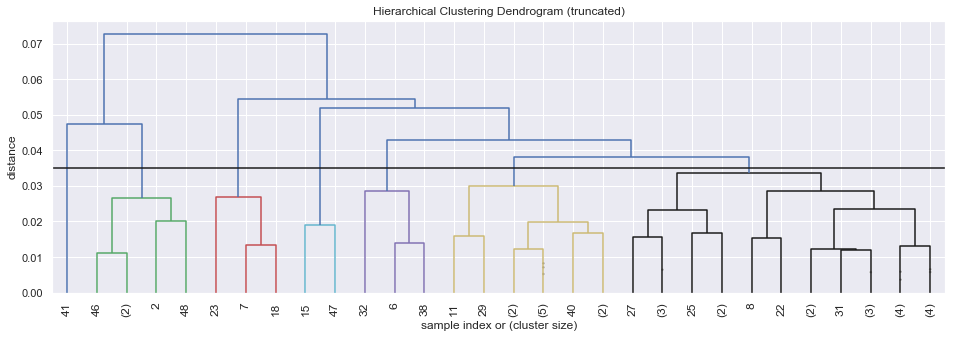 Hierarchical Clustering Dendrogram (truncated)
0.07
0.06
0.05
0.04
0.03
0.02
0.01
0.00
distance
41 46 (2) 2 48 23 7 18 15 47 32 6 38 11 29 (2) (5) 40 (2) 27 (3) 25 (2) 8 22 (2) 31 (3) (4) (4)
sample index or (cluster size)